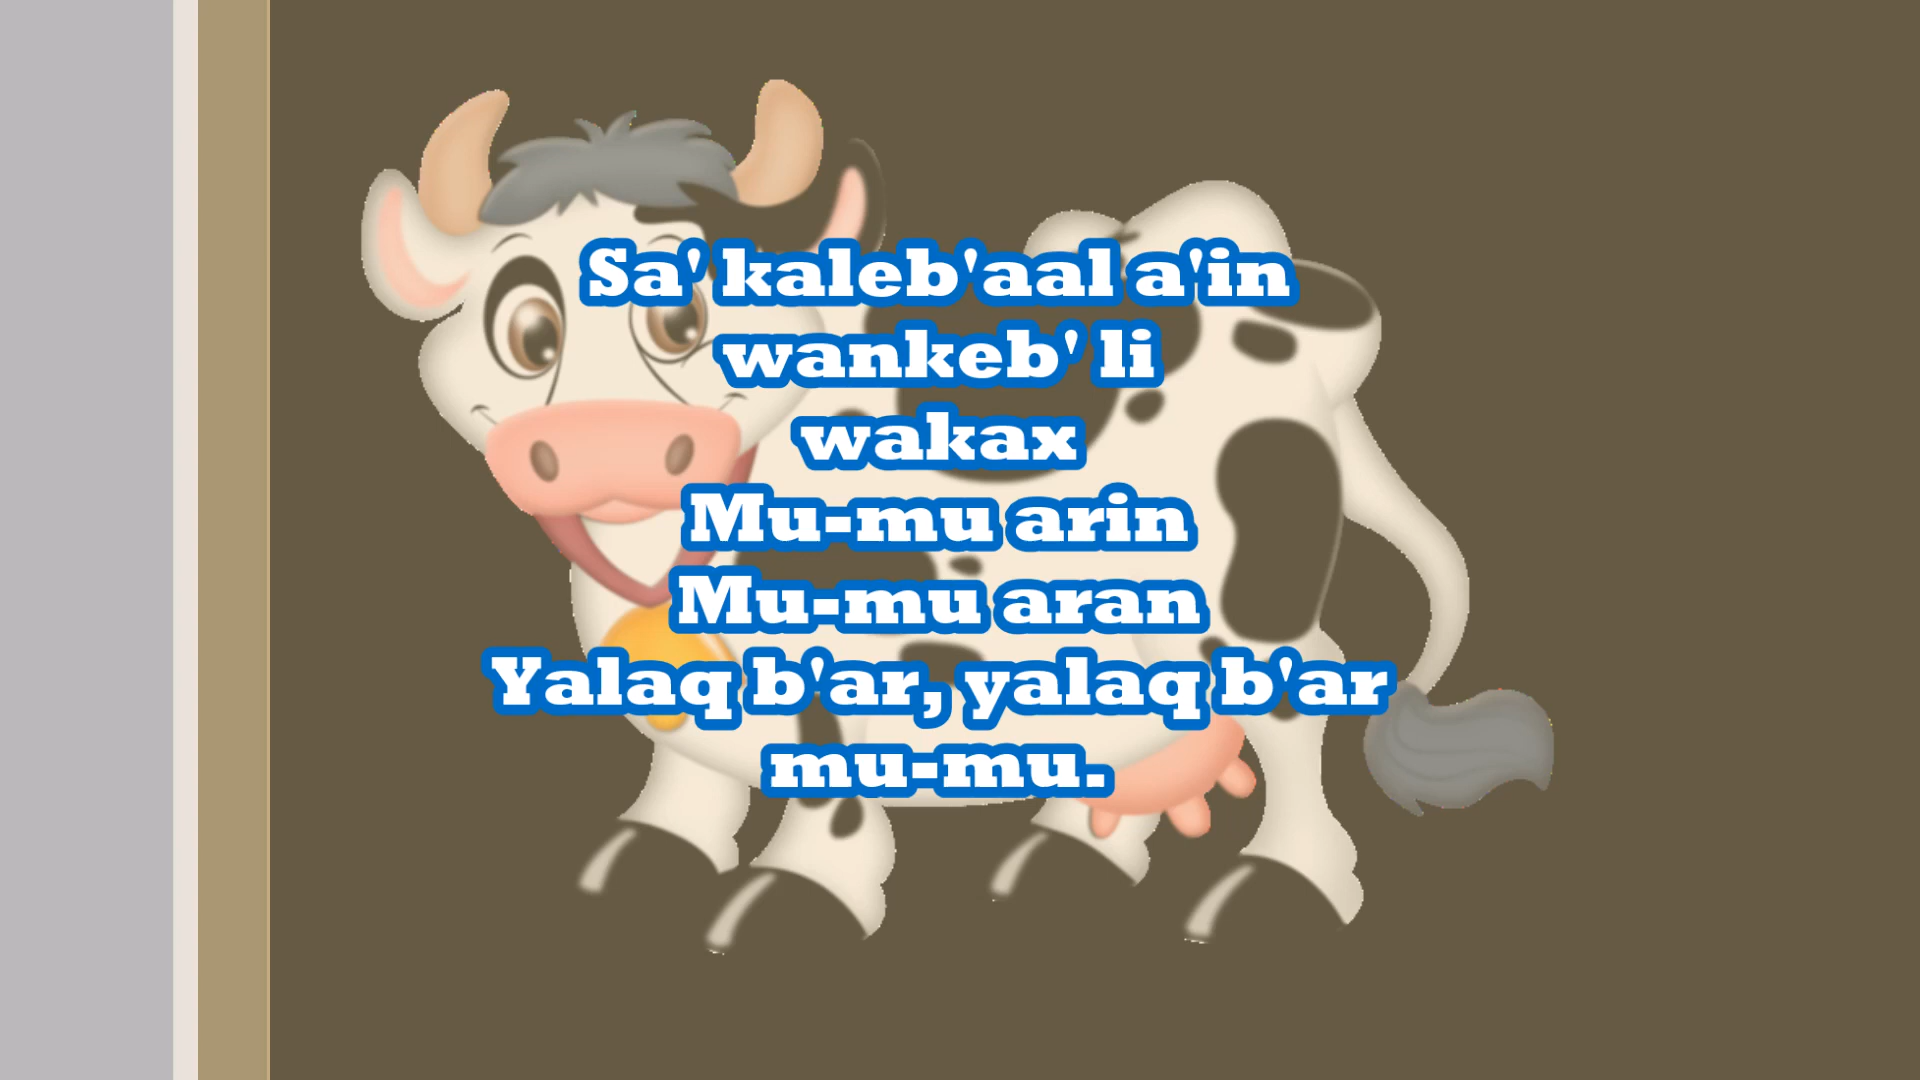 Sa' kaleb'aal a'in
wankeb' li
wakax
Mu-mu arin
Mu-mu aran
Yalaq b'ar, yalaq b'ar
mu-mu.